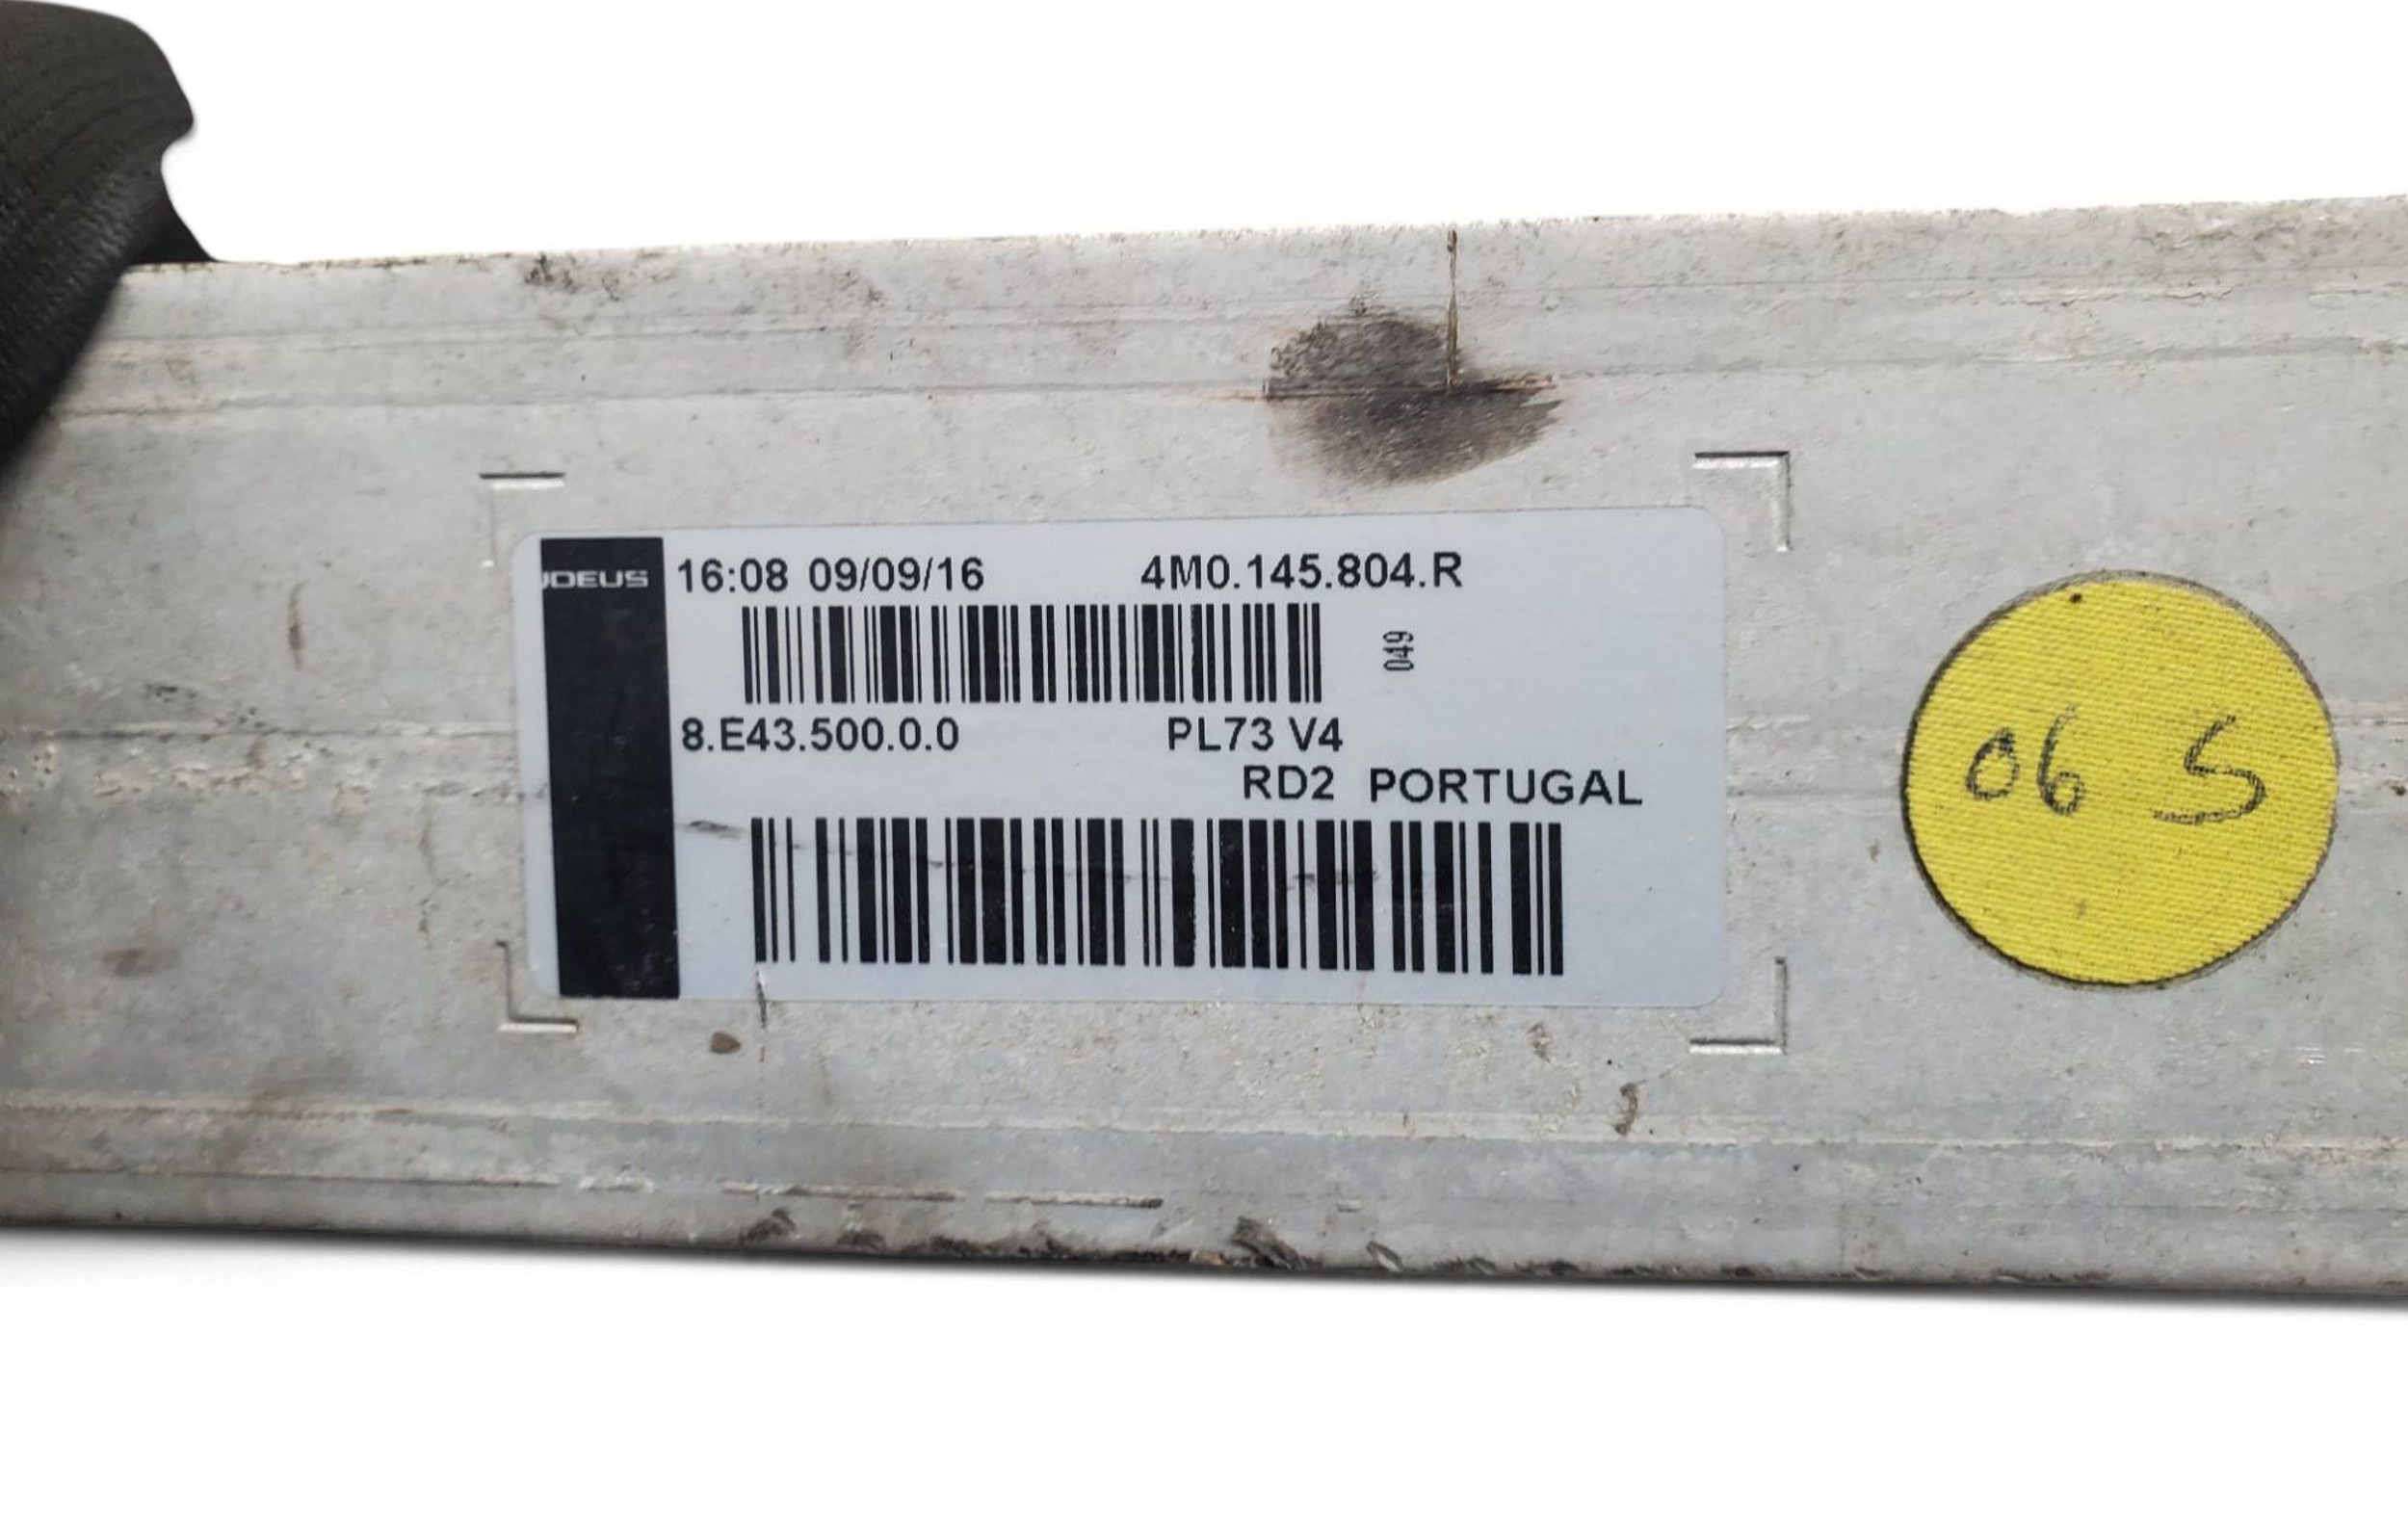 16:08 09/09/16 4M0.145.804.R
049
8.E43.500.0.0 PL73 V4
RD2 PORTUGAL
06 5